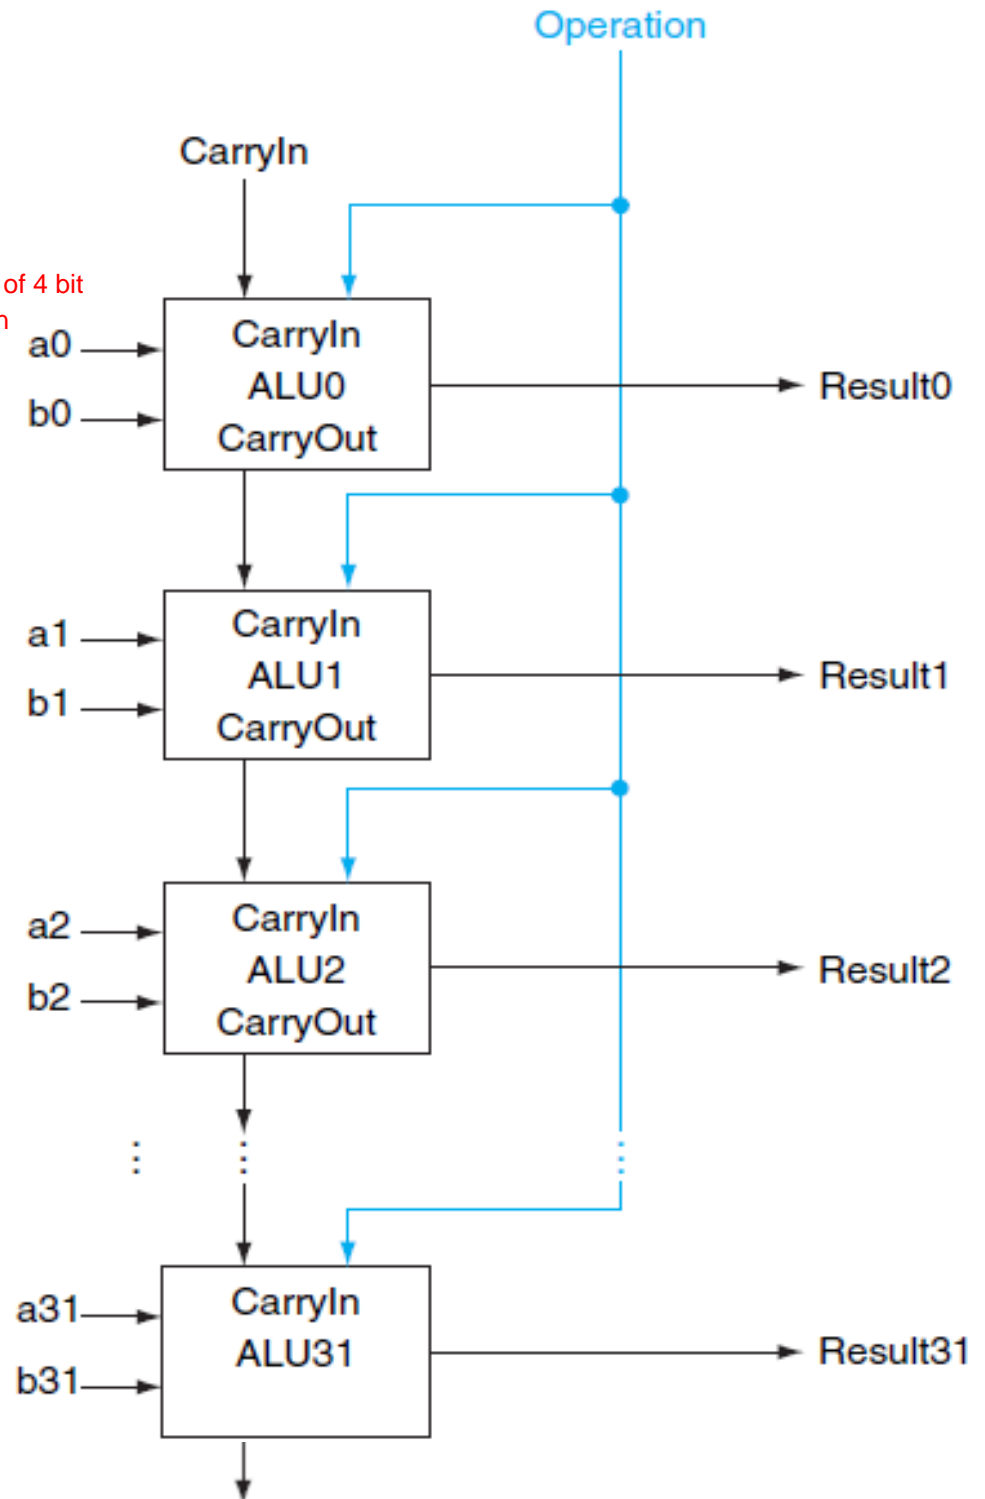 Operation
CarryIn
of 4 bit
a0
b0
CarryIn
ALU0
CarryOut
Result0
a1
b1
CarryIn
ALU1
CarryOut
Result1
a2
b2
CarryIn
ALU2
CarryOut
Result2
a31
b31
CarryIn
ALU31
Result31